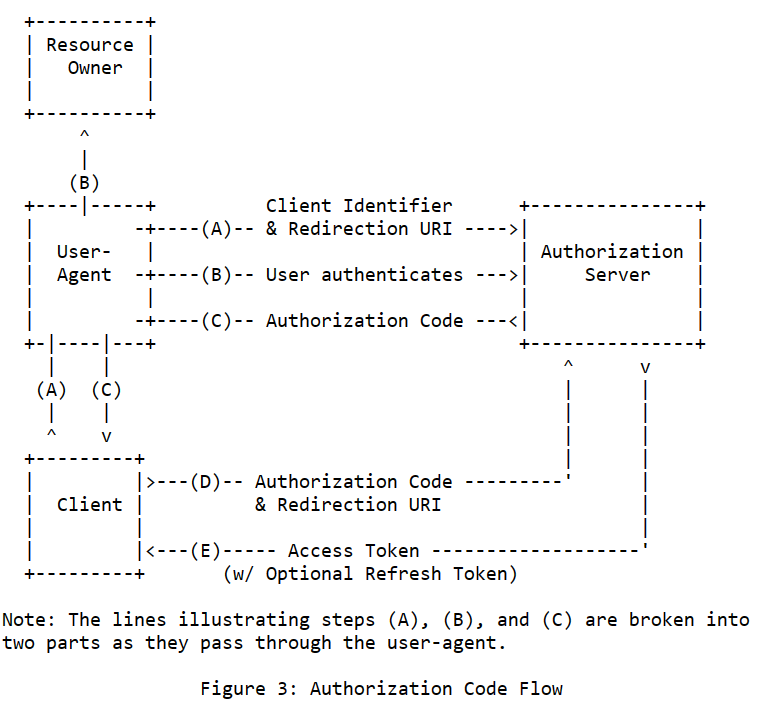 +----------+
| Resource |
|   Owner  |
|          |
+----------+
     ^
     |
    (B)
+----|-----+          Client Identifier      +---------------+
|         -+----(A)-- & Redirection URI ---->|               |
|  User-   |                                 | Authorization |
|  Agent  -+----(B)-- User authenticates --->|     Server    |
|          |                                 |               |
|         -+----(C)-- Authorization Code ---<|               |
+-|----|---+                                 +---------------+
  |    |                                         ^      v
 (A)  (C)                                        |      |
  |    |                                         |      |
  ^    v                                         |      |
+---------+                                      |      |
|         |>---(D)-- Authorization Code ---------'      |
|  Client |          & Redirection URI                  |
|         |                                             |
|         |<---(E)----- Access Token -------------------'
+---------+       (w/ Optional Refresh Token)
Note: The lines illustrating steps (A), (B), and (C) are broken into
two parts as they pass through the user-agent.
Figure 3: Authorization Code Flow